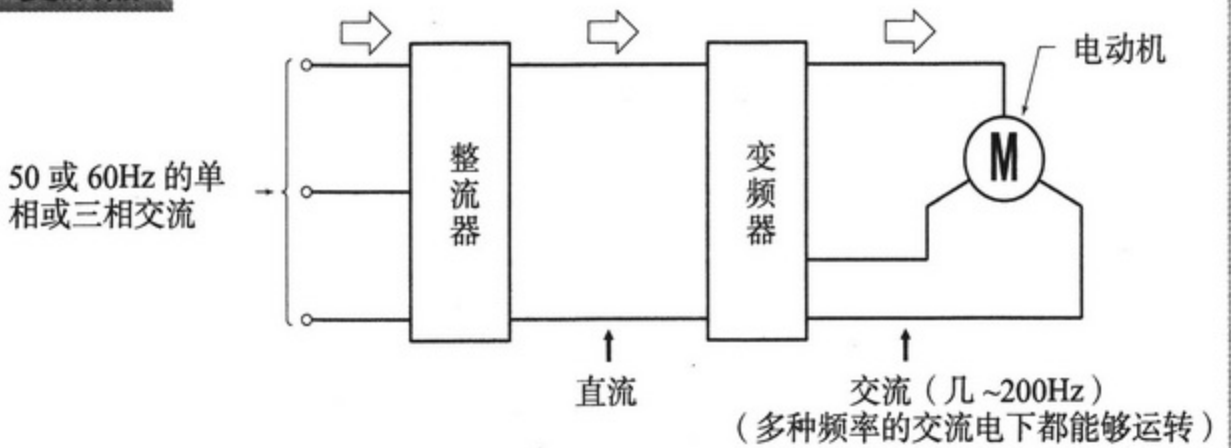 电动机
整流器
变频器
M
50 或 60Hz 的单
相或三相交流
直流
交流（几 ~200Hz）
（多种频率的交流电下都能够运转）